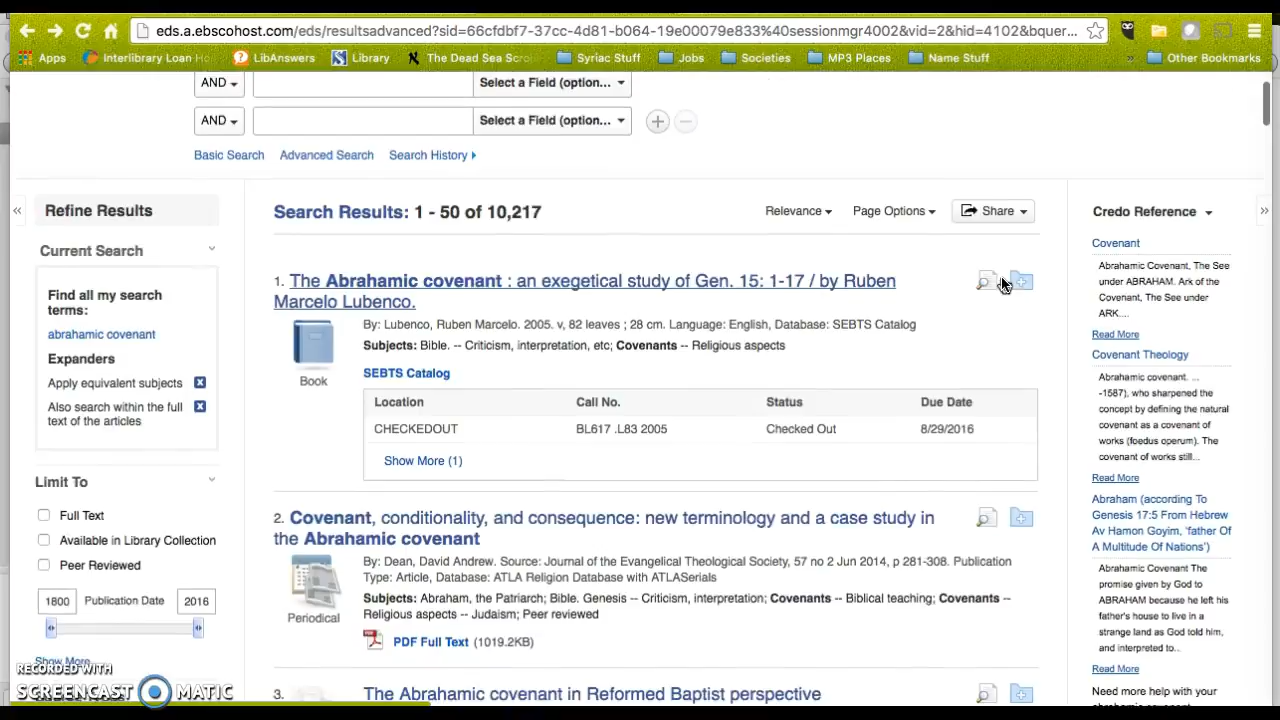 eds.a.ebscohost.com/eds/resultsadvanced?sid=66cfdbf7-37cc-4d81-b064-19e00079e833%40sessionmgr4002&vid=2&hid=4102&bquer...
Apps Interlibrary Loan Ho LibAnswers Library The Dead Sea Scro Syriac Stuff Jobs Societies MP3 Places Name Stuff » Other Bookmarks
AND Select a Field (option...
AND Select a Field (option...
Basic Search Advanced Search Search History
« Refine Results
Current Search
Find all my search
terms:
abrahamic covenant
Expanders
Apply equivalent subjects
Also search within the full
text of the articles
Limit To
Full Text
Available in Library Collection
Peer Reviewed
1800 Publication Date 2016
Show More
RECORDED WITH
SCREENCAST MATIC
Search Results: 1 - 50 of 10,217
Relevance Page Options Share
1. The Abrahamic covenant : an exegetical study of Gen. 15: 1-17 / by Ruben
Marcelo Lubenco.
Book
By: Lubenco, Ruben Marcelo. 2005. v, 82 leaves ; 28 cm. Language: English, Database: SEBTS Catalog
Subjects: Bible. -- Criticism, interpretation, etc; Covenants -- Religious aspects
SEBTS Catalog
Location Call No. Status Due Date
CHECKEDOUT BL617 .L83 2005 Checked Out 8/29/2016
Show More (1)
2. Covenant, conditionality, and consequence: new terminology and a case study in
the Abrahamic covenant
Periodical
By: Dean, David Andrew. Source: Journal of the Evangelical Theological Society, 57 no 2 Jun 2014, p 281-308. Publication
Type: Article, Database: ATLA Religion Database with ATLASerials
Subjects: Abraham, the Patriarch; Bible. Genesis -- Criticism, interpretation; Covenants -- Biblical teaching; Covenants --
Religious aspects -- Judaism; Peer reviewed
PDF Full Text (1019.2KB)
3. The Abrahamic covenant in Reformed Baptist perspective
Credo Reference »
Covenant
Abrahamic Covenant, The See
under ABRAHAM. Ark of the
Covenant, The See under
ARK....
Read More
Covenant Theology
Abrahamic covenant. ...
-1587), who sharpened the
concept by defining the natural
covenant as a covenant of
works (foedus operum). The
covenant of works still...
Read More
Abraham (according To
Genesis 17:5 From Hebrew
Av Hamon Goyim, 'father Of
A Multitude Of Nations')
Abrahamic Covenant The
promise given by God to
ABRAHAM because he left his
father's house to live in a
strange land as God told him,
and interpreted to..
Read More
Need more help with your